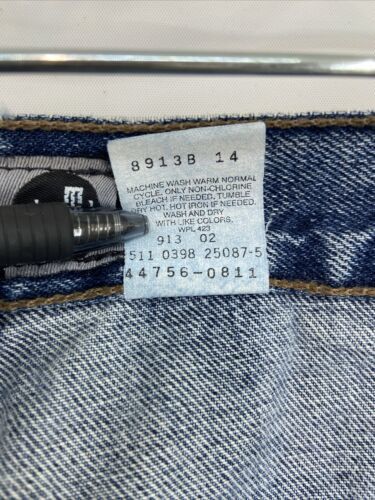 8913B 14
MACHINE WASH WARM NORMAL
CYCLE. ONLY NON-CHLORINE
BLEACH IF NEEDED. TUMBLE
DRY HOT. HOT IRON IF NEEDED.
WASH AND DRY
WITH LIKE COLORS.
WPL 423
913 02
511 0398 25087-5
44756-0811